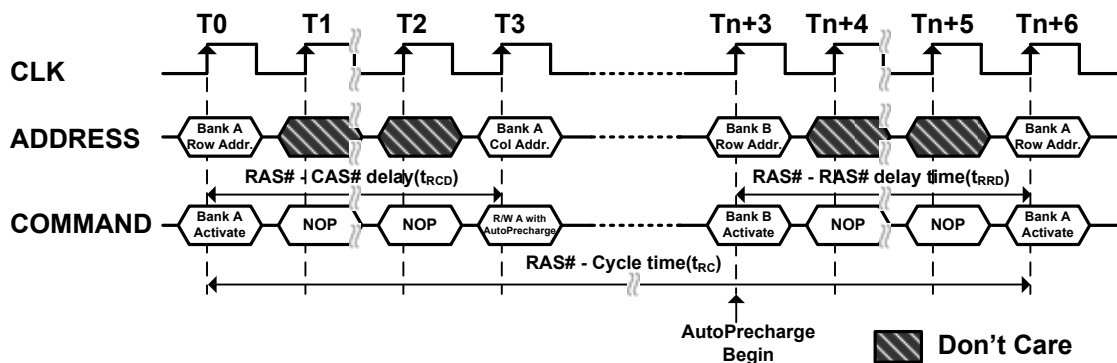 T0 T1 T2 T3 Tn+3 Tn+4 Tn+5 Tn+6
CLK
ADDRESS
Bank A
Row Addr.
Bank A
Col Addr.
Bank B
Row Addr.
Bank A
Row Addr.
RAS# - CAS# delay(tRCD)
RAS# - RAS# delay time(tRRD)
COMMAND
Bank A
Activate
NOP
NOP
R/W A with
AutoPrecharge
Bank B
Activate
NOP
NOP
Bank A
Activate
RAS# - Cycle time(tRC)
AutoPrecharge
Begin
Don't Care